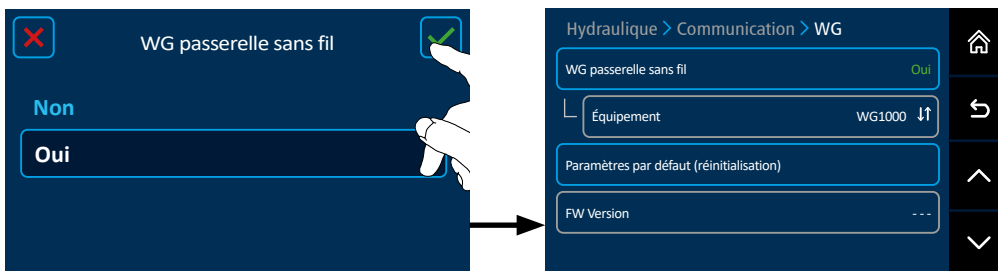 WG passerelle sans fil
Non
Oui
Hydraulique > Communication > WG
WG passerelle sans fil Oui
Équipement WG1000
Paramètres par défaut (réinitialisation)
FW Version ---